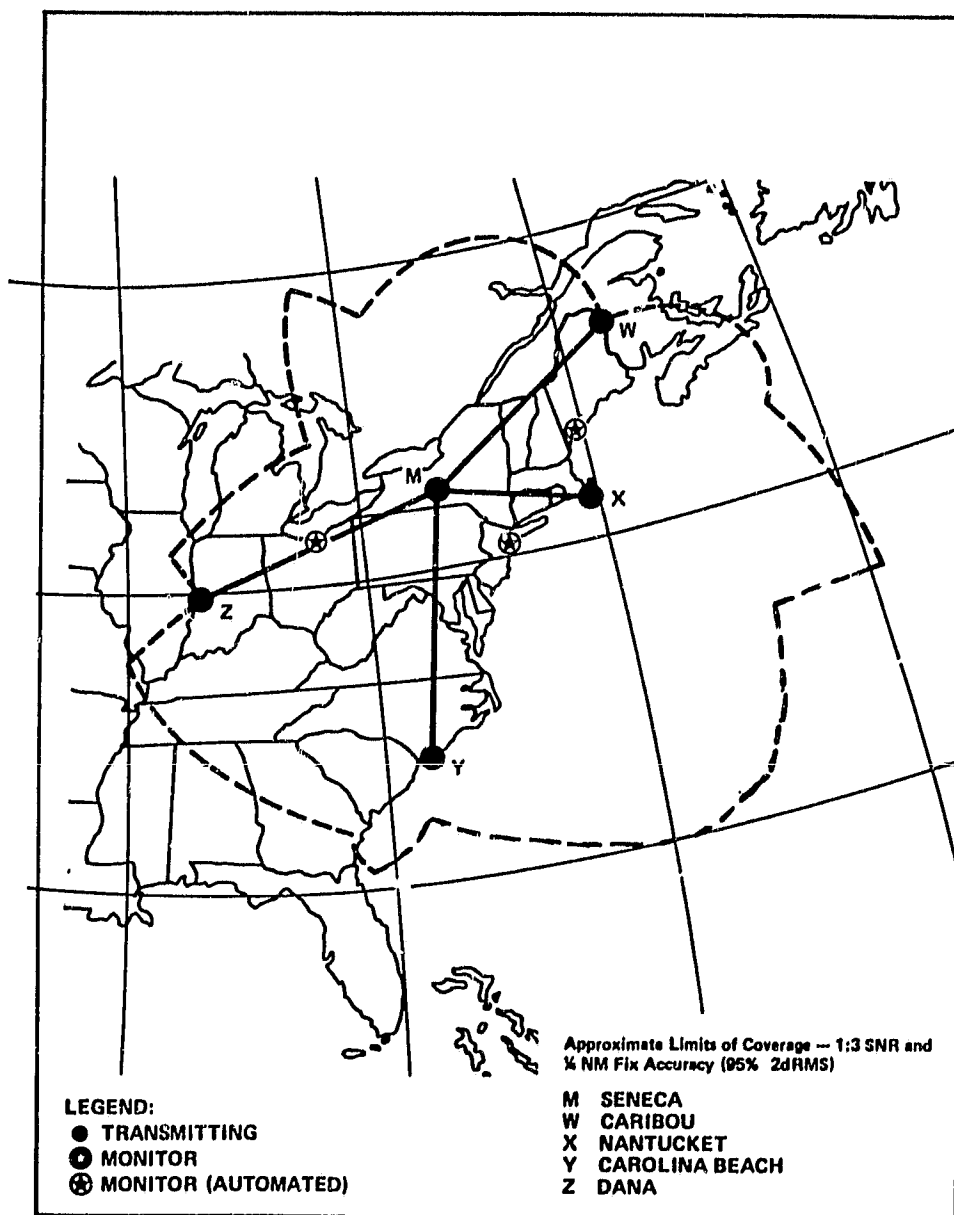 W
M
X
Z
Y
Approximate Limits of Coverage -- 1:3 SNR and
¼ NM Fix Accuracy (95% 2dRMS)
LEGEND:
TRANSMITTING
MONITOR
MONITOR (AUTOMATED)
M SENECA
W CARIBOU
X NANTUCKET
Y CAROLINA BEACH
Z DANA